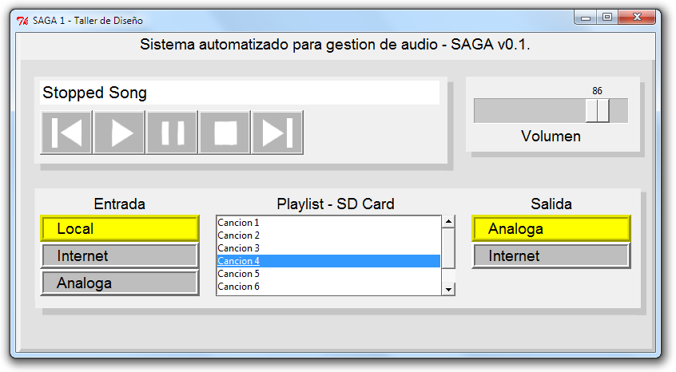 SAGA 1 - Taller de Diseño
Sistema automatizado para gestion de audio - SAGA v0.1.
Stopped Song
86
Volumen
Entrada
Local
Internet
Analoga
Playlist - SD Card
Cancion 1
Cancion 2
Cancion 3
Cancion 4
Cancion 5
Cancion 6
Salida
Analoga
Internet